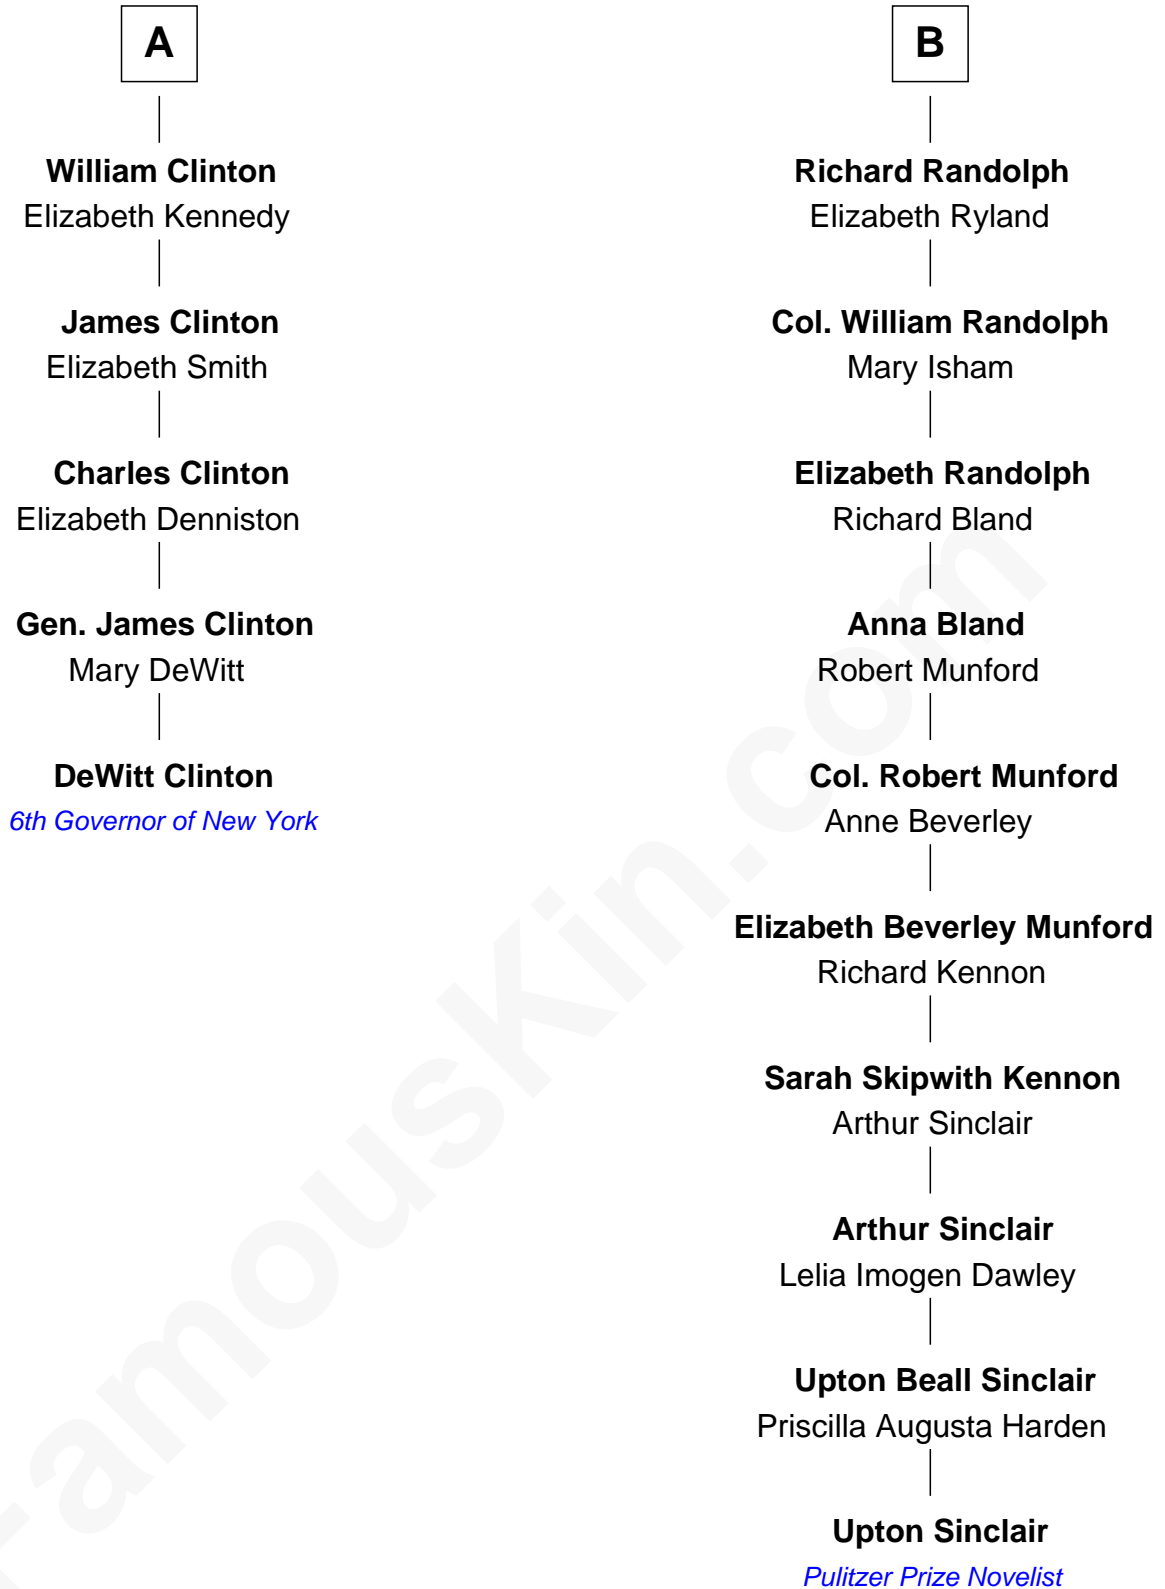 A
William Clinton
Elizabeth Kennedy
James Clinton
Elizabeth Smith
Charles Clinton
Elizabeth Denniston
Gen. James Clinton
Mary DeWitt
DeWitt Clinton
6th Governor of New York
B
Richard Randolph
Elizabeth Ryland
Col. William Randolph
Mary Isham
Elizabeth Randolph
Richard Bland
Anna Bland
Robert Munford
Col. Robert Munford
Anne Beverley
Elizabeth Beverley Munford
Richard Kennon
Sarah Skipwith Kennon
Arthur Sinclair
Arthur Sinclair
Lelia Imogen Dawley
Upton Beall Sinclair
Priscilla Augusta Harden
Upton Sinclair
Pulitzer Prize Novelist
FamousKin.com